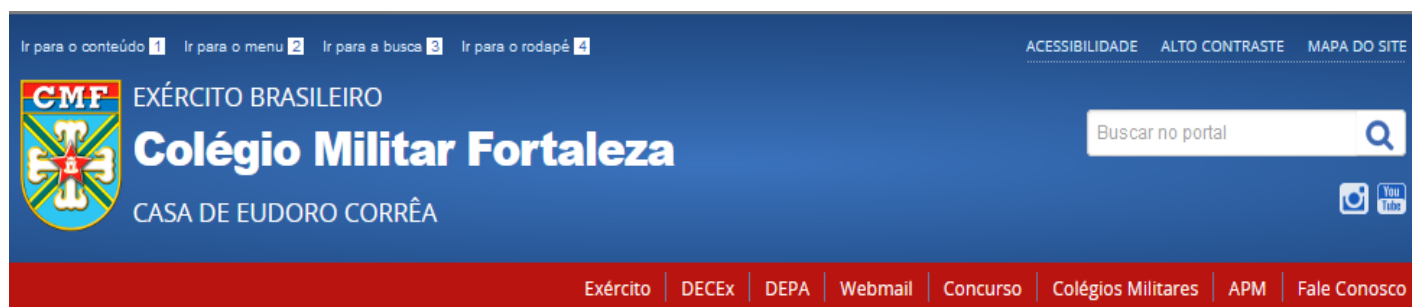 Ir para o conteúdo 1 Ir para o menu 2 Ir para a busca 3 Ir para o rodapé 4
ACESSIBILIDADE ALTO CONTRASTE MAPA DO SITE
CMF
EXÉRCITO BRASILEIRO
Colégio Militar Fortaleza
CASA DE EUDORO CORRÊA
Buscar no portal
You
Tube
Exército DECEx DEPA Webmail Concurso Colégios Militares APM Fale Conosco